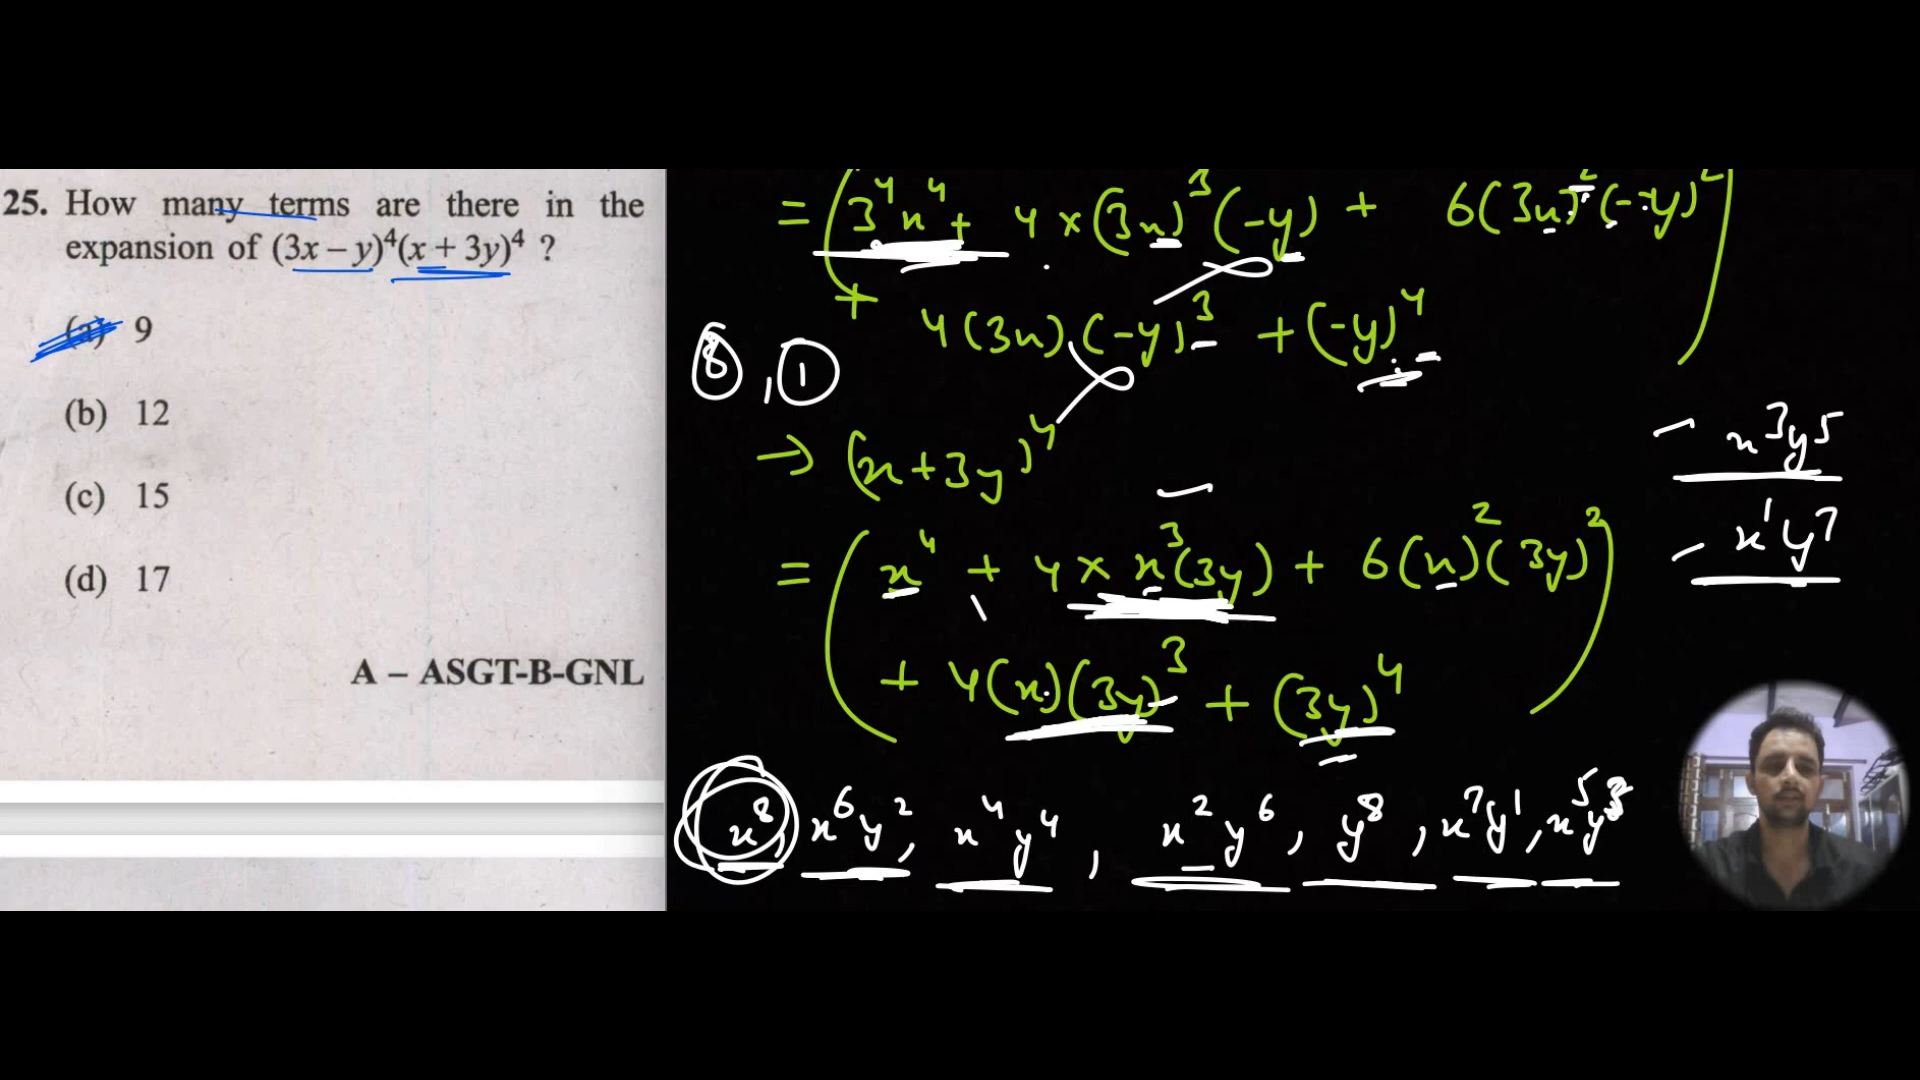 25. How many terms are there in the
expansion of (3x – y)⁴(x + 3y)⁴ ?
(a) 9
(b) 12
(c) 15
(d) 17
A – ASGT-B-GNL
= (3⁴x⁴ + 4 × (3x)³(-y) + 6(3x)²(-y)²
+ 4(3x)(-y)³ + (-y)⁴)
8, 1
→ (x+3y)⁴
= (x⁴ + 4 × x³(3y) + 6(x)²(3y)²
+ 4(x)(3y)³ + (3y)⁴)
x³y⁵
x¹y⁷
x⁸, x⁶y², x⁴y⁴, x²y⁶, y⁸, x⁷y¹, x⁵y³